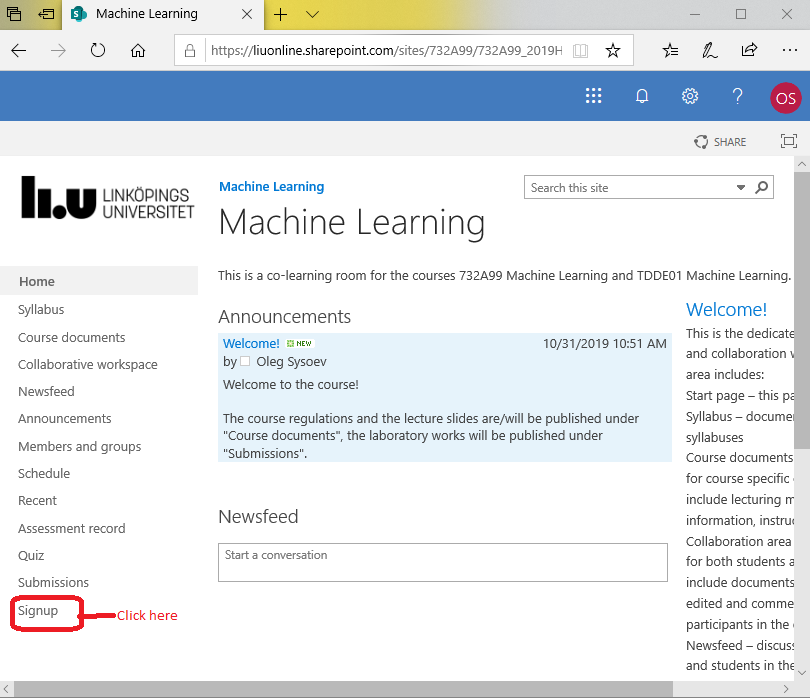 Machine Learning
https://liuonline.sharepoint.com/sites/732A99/732A99_2019H
OS
SHARE
LINKÖPINGS
UNIVERSITET
Machine Learning
Search this site
Machine Learning
This is a co-learning room for the courses 732A99 Machine Learning and TDDE01 Machine Learning.
Home
Syllabus
Course documents
Collaborative workspace
Newsfeed
Announcements
Members and groups
Schedule
Recent
Assessment record
Quiz
Submissions
Signup
Click here
Announcements
Welcome! NEW 10/31/2019 10:51 AM
by Oleg Sysoev
Welcome to the course!
The course regulations and the lecture slides are/will be published under
"Course documents", the laboratory works will be published under
"Submissions".
Newsfeed
Start a conversation
Welcome!
This is the dedicate
and collaboration
area includes:
Start page – this pa
Syllabus – docume
syllabuses
Course documents
for course specific
include lecturing m
information, instruc
Collaboration area
for both students a
include documents
edited and comme
participants in the
Newsfeed – discus
and students in the